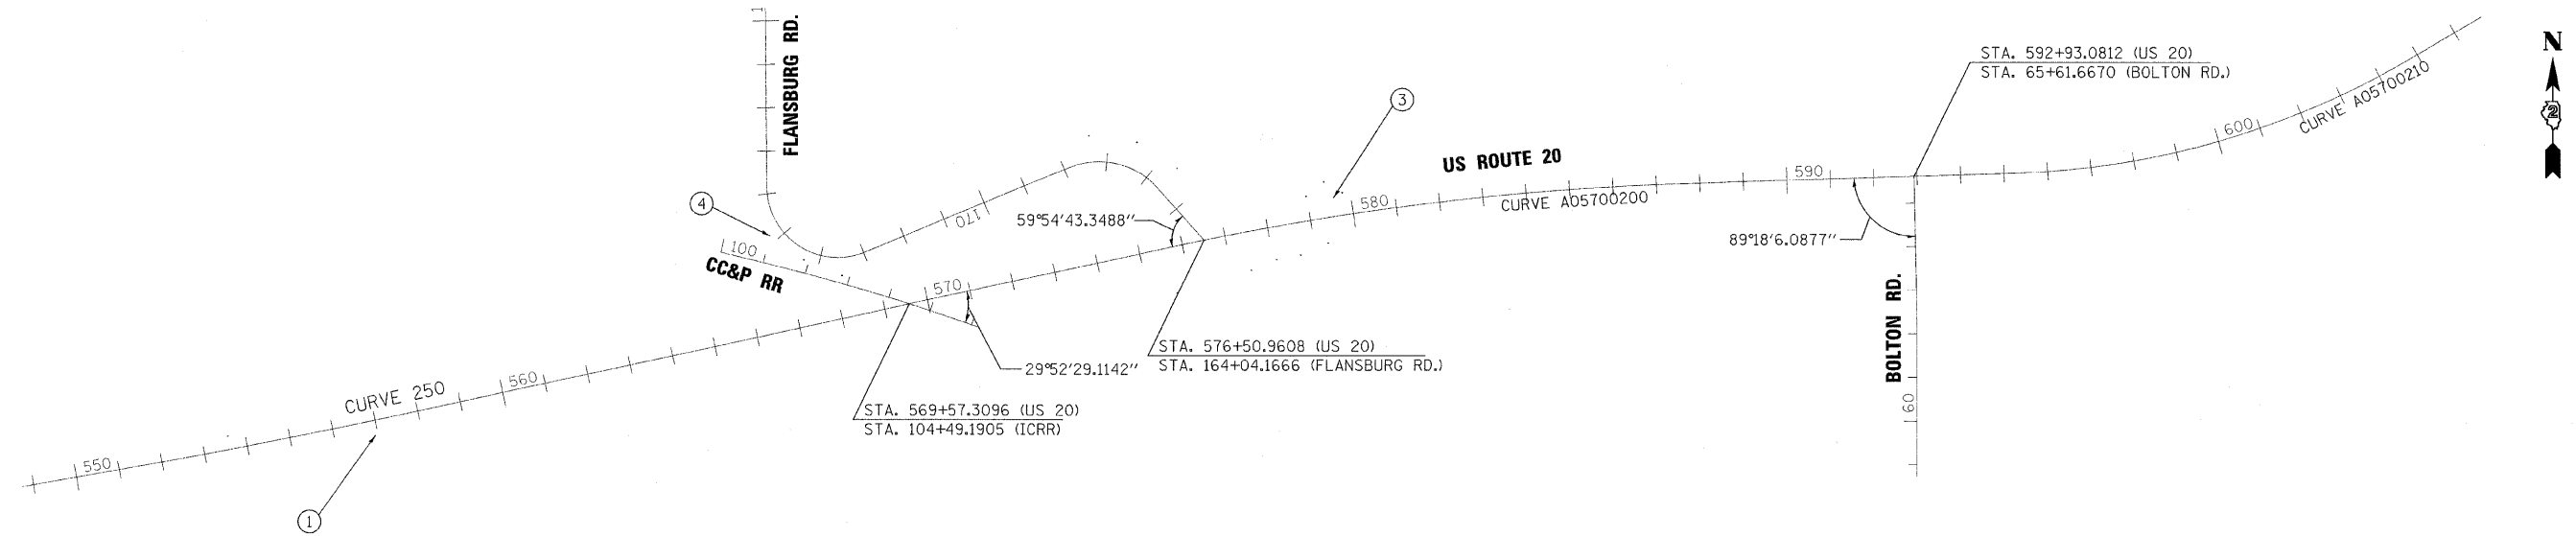 1
FLANSBURG RD.
STA. 592+93.0812 (US 20)
STA. 65+61.6670 (BOLTON RD.)
N
2
CURVE A05700210
600
3
US ROUTE 20
590
580
CURVE A05700200
4
170
59°54'43.3488"
89°18'6.0877"
100
CC&P RR
570
BOLTON RD.
STA. 576+50.9608 (US 20)
STA. 164+04.1666 (FLANSBURG RD.)
29°52'29.1142"
560
CURVE 250
STA. 569+57.3096 (US 20)
STA. 104+49.1905 (ICRR)
60
550
1